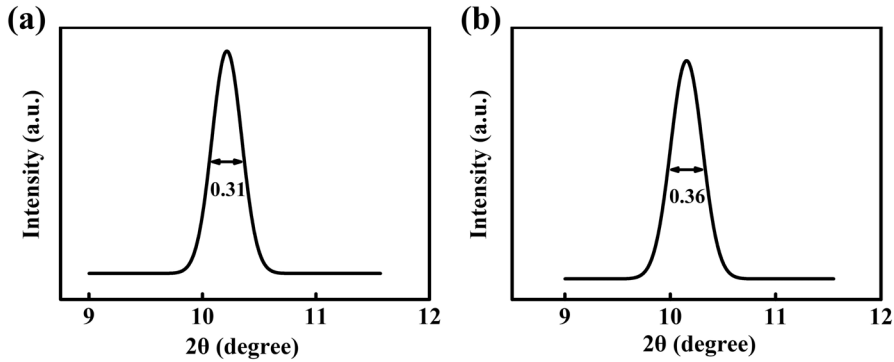 (a)
Intensity (a.u.)
0.31
9 10 11 12
2θ (degree)
(b)
Intensity (a.u.)
0.36
9 10 11 12
2θ (degree)